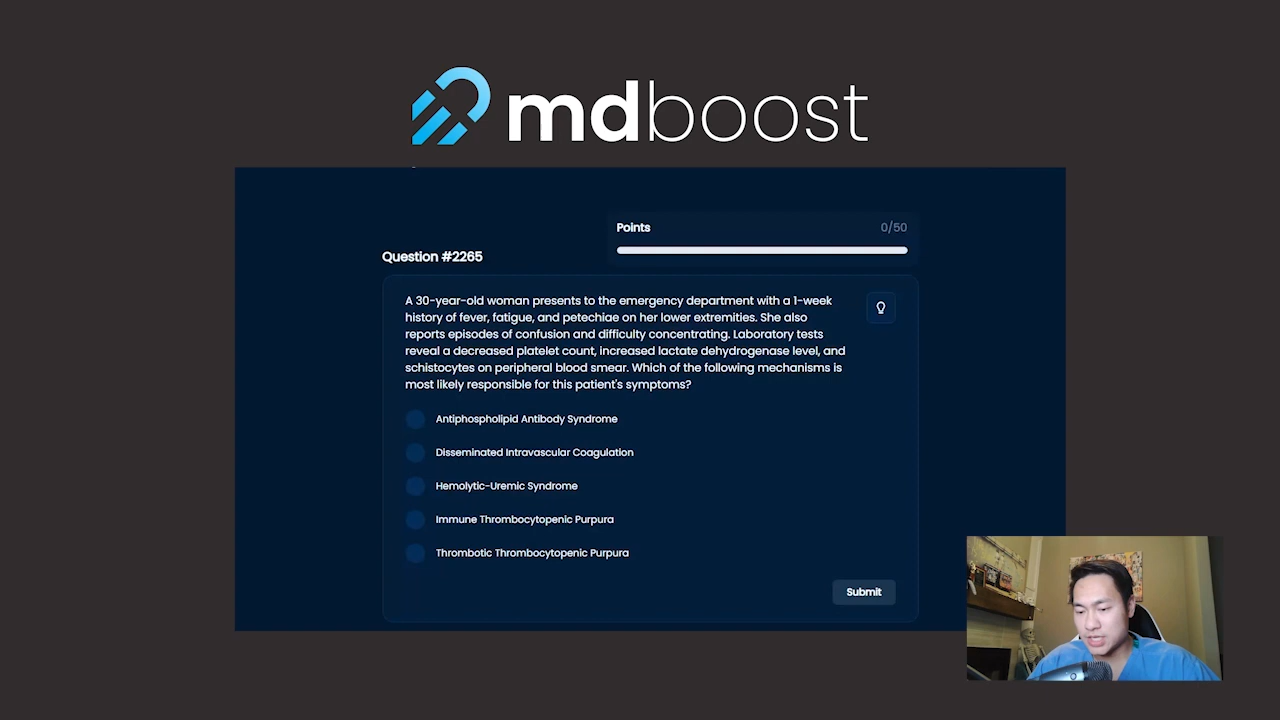 mdboost
Points 0/50
Question #2265
A 30-year-old woman presents to the emergency department with a 1-week
history of fever, fatigue, and petechiae on her lower extremities. She also
reports episodes of confusion and difficulty concentrating. Laboratory tests
reveal a decreased platelet count, increased lactate dehydrogenase level, and
schistocytes on peripheral blood smear. Which of the following mechanisms is
most likely responsible for this patient's symptoms?
Antiphospholipid Antibody Syndrome
Disseminated Intravascular Coagulation
Hemolytic-Uremic Syndrome
Immune Thrombocytopenic Purpura
Thrombotic Thrombocytopenic Purpura
Submit